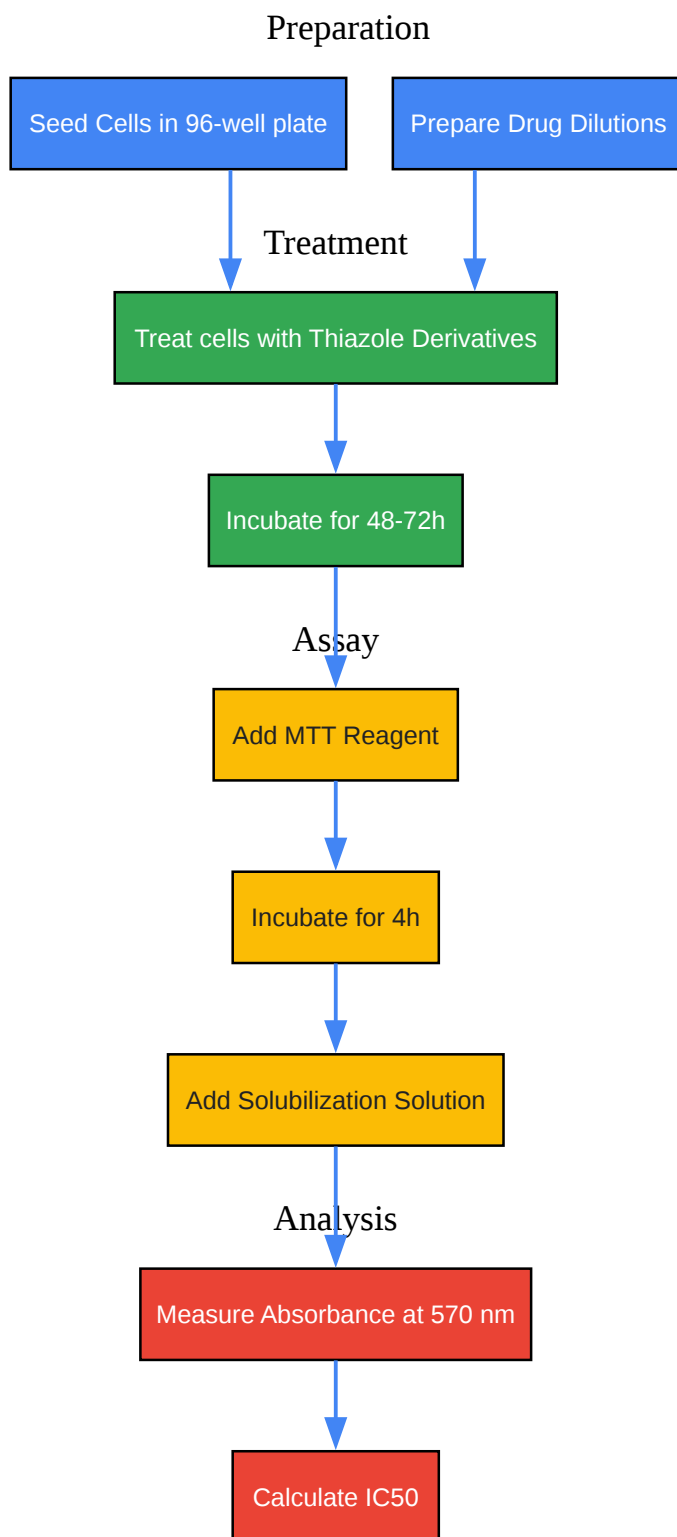 Preparation
Seed Cells in 96-well plate
Prepare Drug Dilutions
Treatment
Treat cells with Thiazole Derivatives
Incubate for 48-72h
Assay
Add MTT Reagent
Incubate for 4h
Add Solubilization Solution
Analysis
Measure Absorbance at 570 nm
Calculate IC50